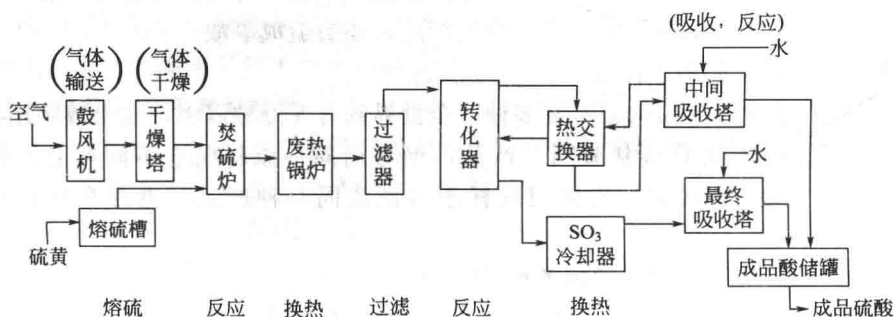 (吸收，反应)
水
(气体输送)
(气体干燥)
空气
鼓风机
干燥塔
焚硫炉
废热锅炉
过滤器
转化器
热交换器
中间吸收塔
水
最终吸收塔
硫黄
熔硫槽
SO₃冷却器
成品酸储罐
成品硫酸
熔硫
反应
换热
过滤
反应
换热